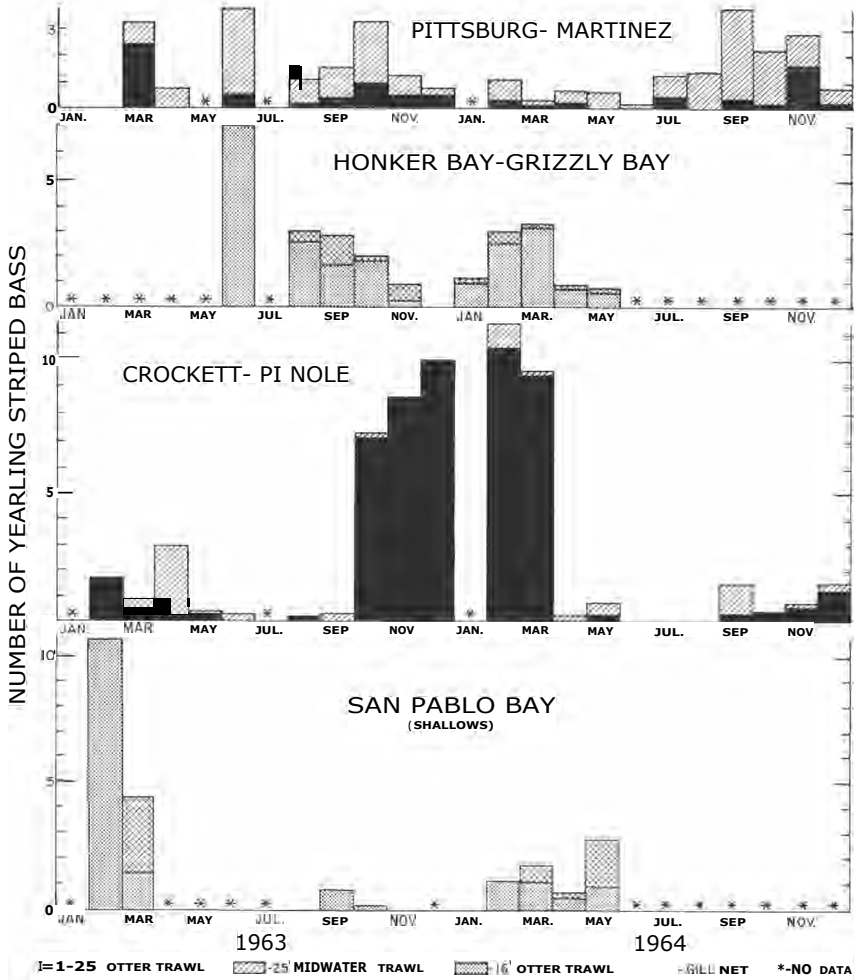 NUMBER OF YEARLING STRIPED BASS
PITTSBURG- MARTINEZ
3
0
JAN. MAR MAY JUL. SEP NOV. JAN. MAR. MAY JUL. SEP NOV.
HONKER BAY-GRIZZLY BAY
5
0
JAN MAR MAY JUL SEP NOV. JAN MAR. MAY JUL. SEP NOV.
CROCKETT- PI NOLE
10
5
JAN MAR MAY JUL. SEP NOV JAN. MAR. MAY JUL. SEP NOV.
SAN PABLO BAY
(SHALLOWS)
10
5
0
JAN MAR MAY JUL. SEP NOV JAN. MAR. MAY JUL. SEP NOV.
1963 1964
I=1-25 OTTER TRAWL -25' MIDWATER TRAWL -16' OTTER TRAWL -GILL NET *-NO DATA